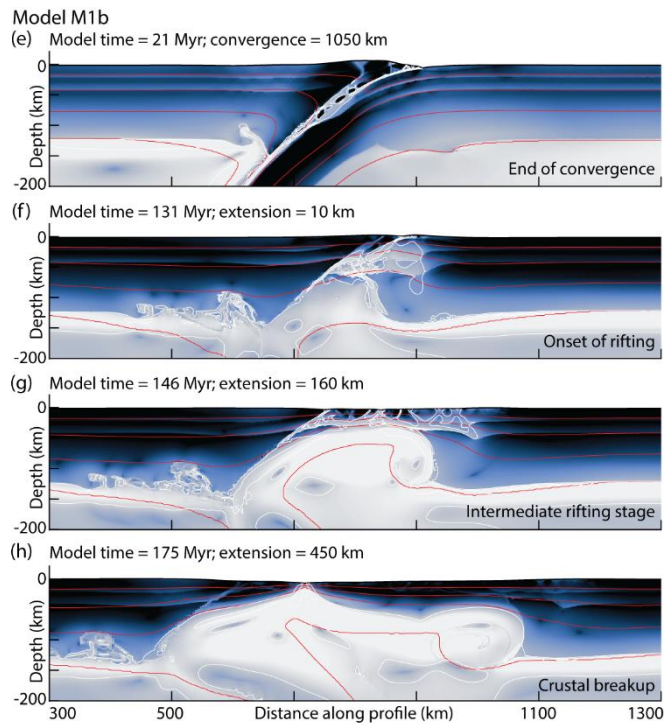 Model M1b
(e) Model time = 21 Myr; convergence = 1050 km
0
Depth (km)
-200
End of convergence
(f) Model time = 131 Myr; extension = 10 km
0
Depth (km)
-200
Onset of rifting
(g) Model time = 146 Myr; extension = 160 km
0
Depth (km)
-200
Intermediate rifting stage
(h) Model time = 175 Myr; extension = 450 km
0
Depth (km)
-200
Crustal breakup
300 500 Distance along profile (km) 1100 1300